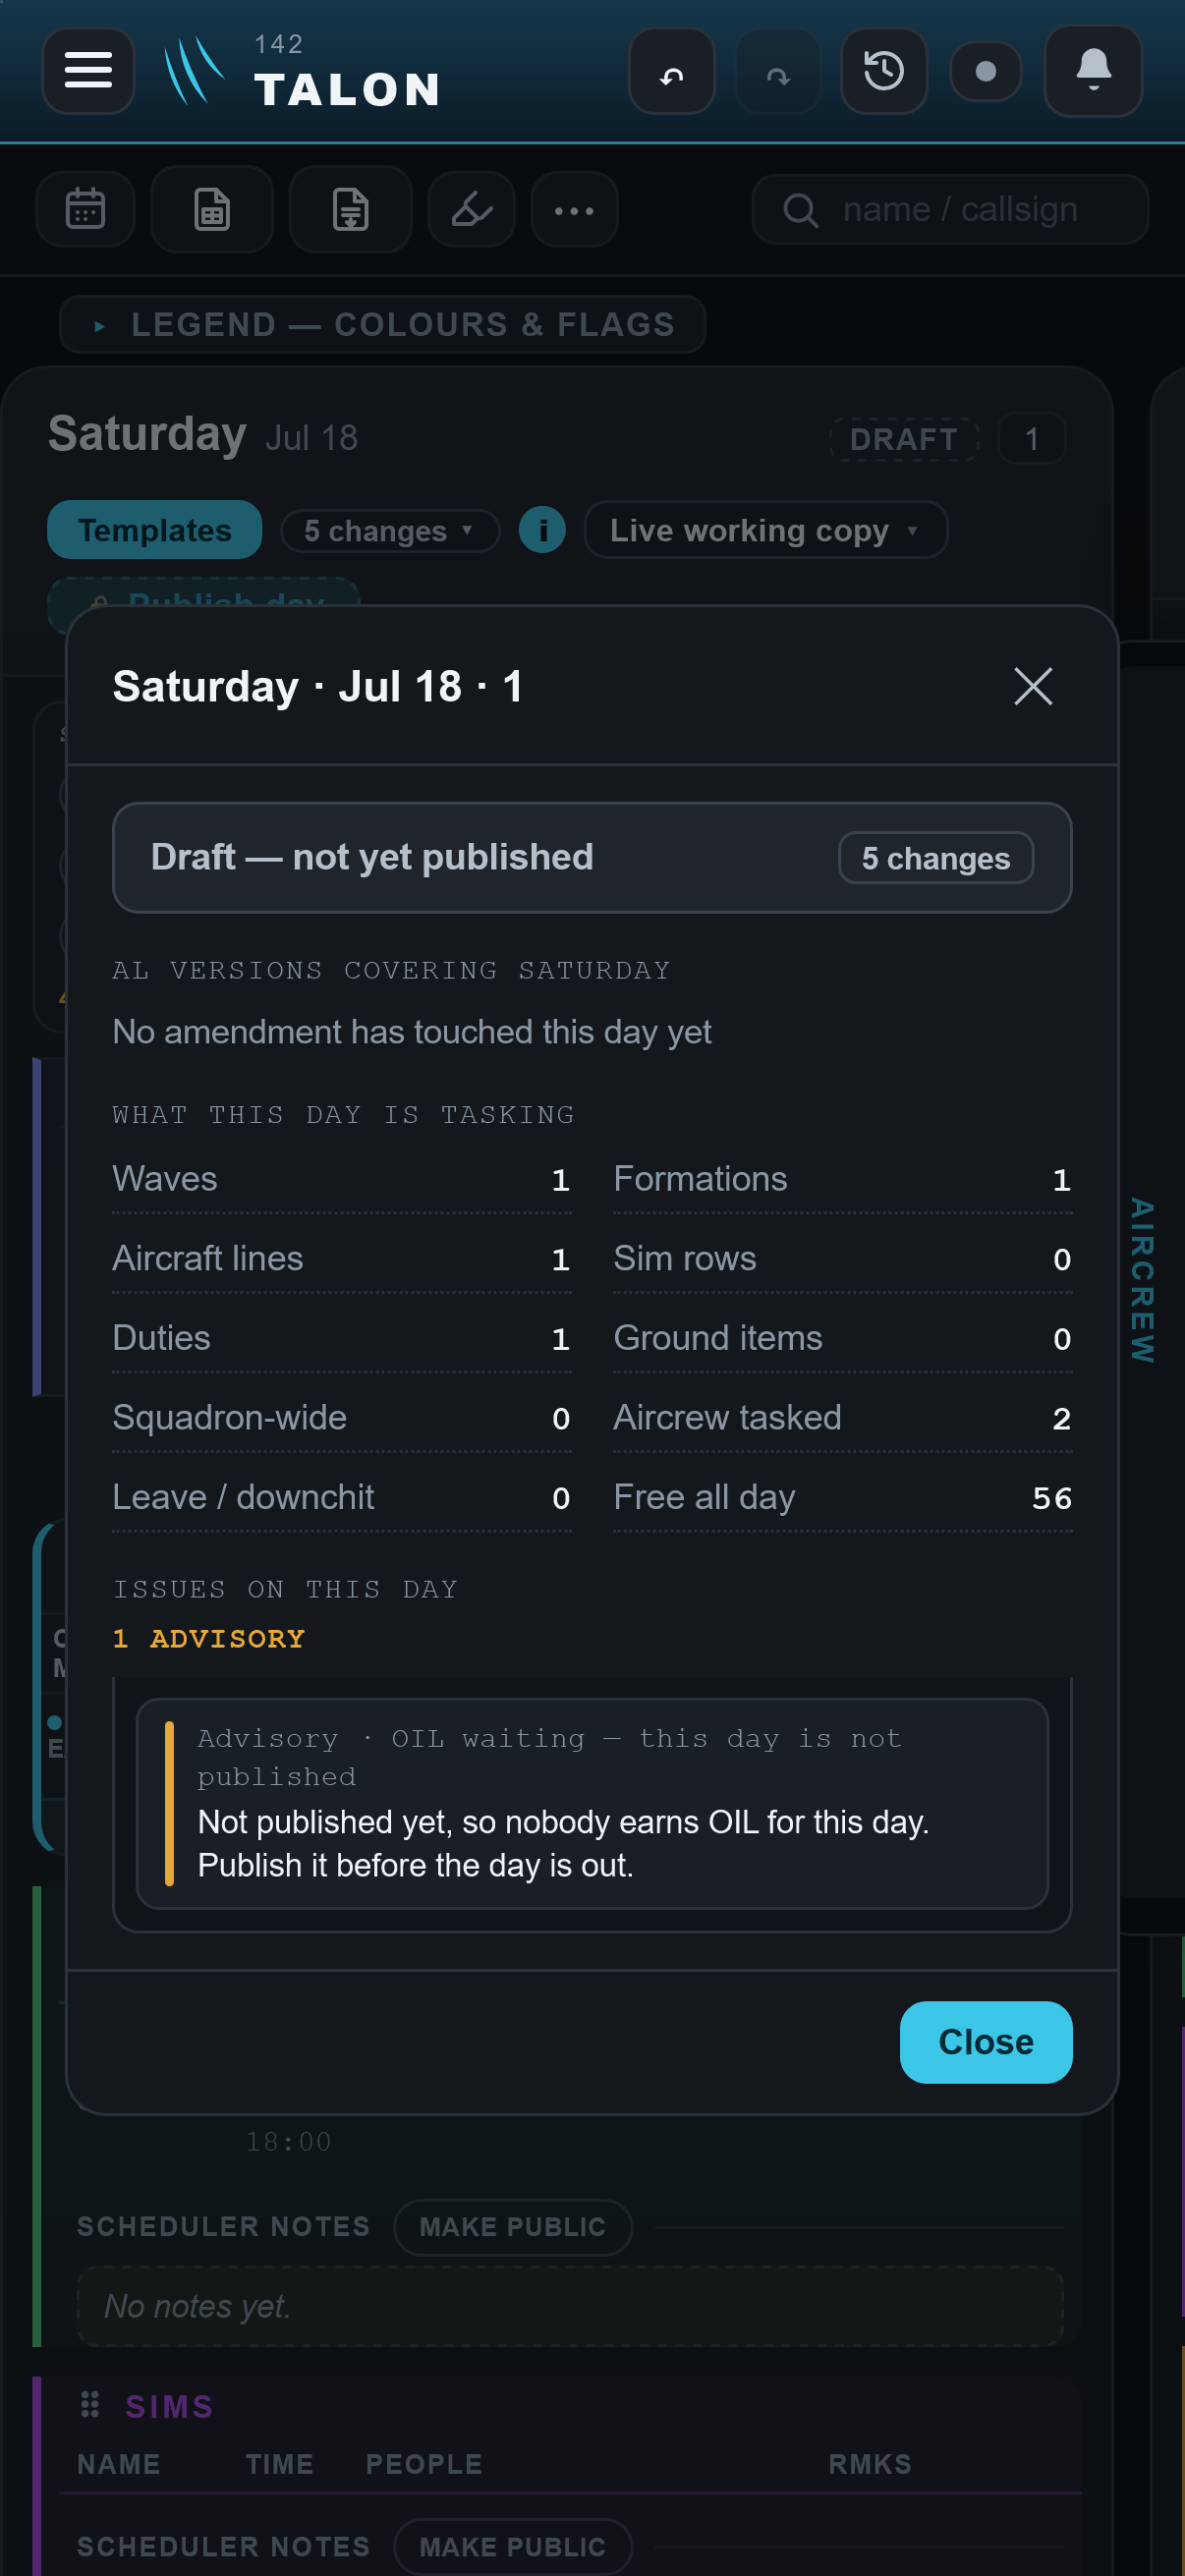 142
TALON
name / callsign
▸ LEGEND — COLOURS & FLAGS
Saturday Jul 18 DRAFT 1
Templates 5 changes ▾ i Live working copy ▾
Publish day
Saturday · Jul 18 · 1
Draft — not yet published 5 changes
AL VERSIONS COVERING SATURDAY
No amendment has touched this day yet
WHAT THIS DAY IS TASKING
Waves 1 Formations 1
Aircraft lines 1 Sim rows 0
Duties 1 Ground items 0
Squadron-wide 0 Aircrew tasked 2
Leave / downchit 0 Free all day 56
ISSUES ON THIS DAY
1 ADVISORY
Advisory · OIL waiting — this day is not
published
Not published yet, so nobody earns OIL for this day.
Publish it before the day is out.
Close
AIRCREW
18:00
SCHEDULER NOTES MAKE PUBLIC
No notes yet.
SIMS
NAME TIME PEOPLE RMKS
SCHEDULER NOTES MAKE PUBLIC